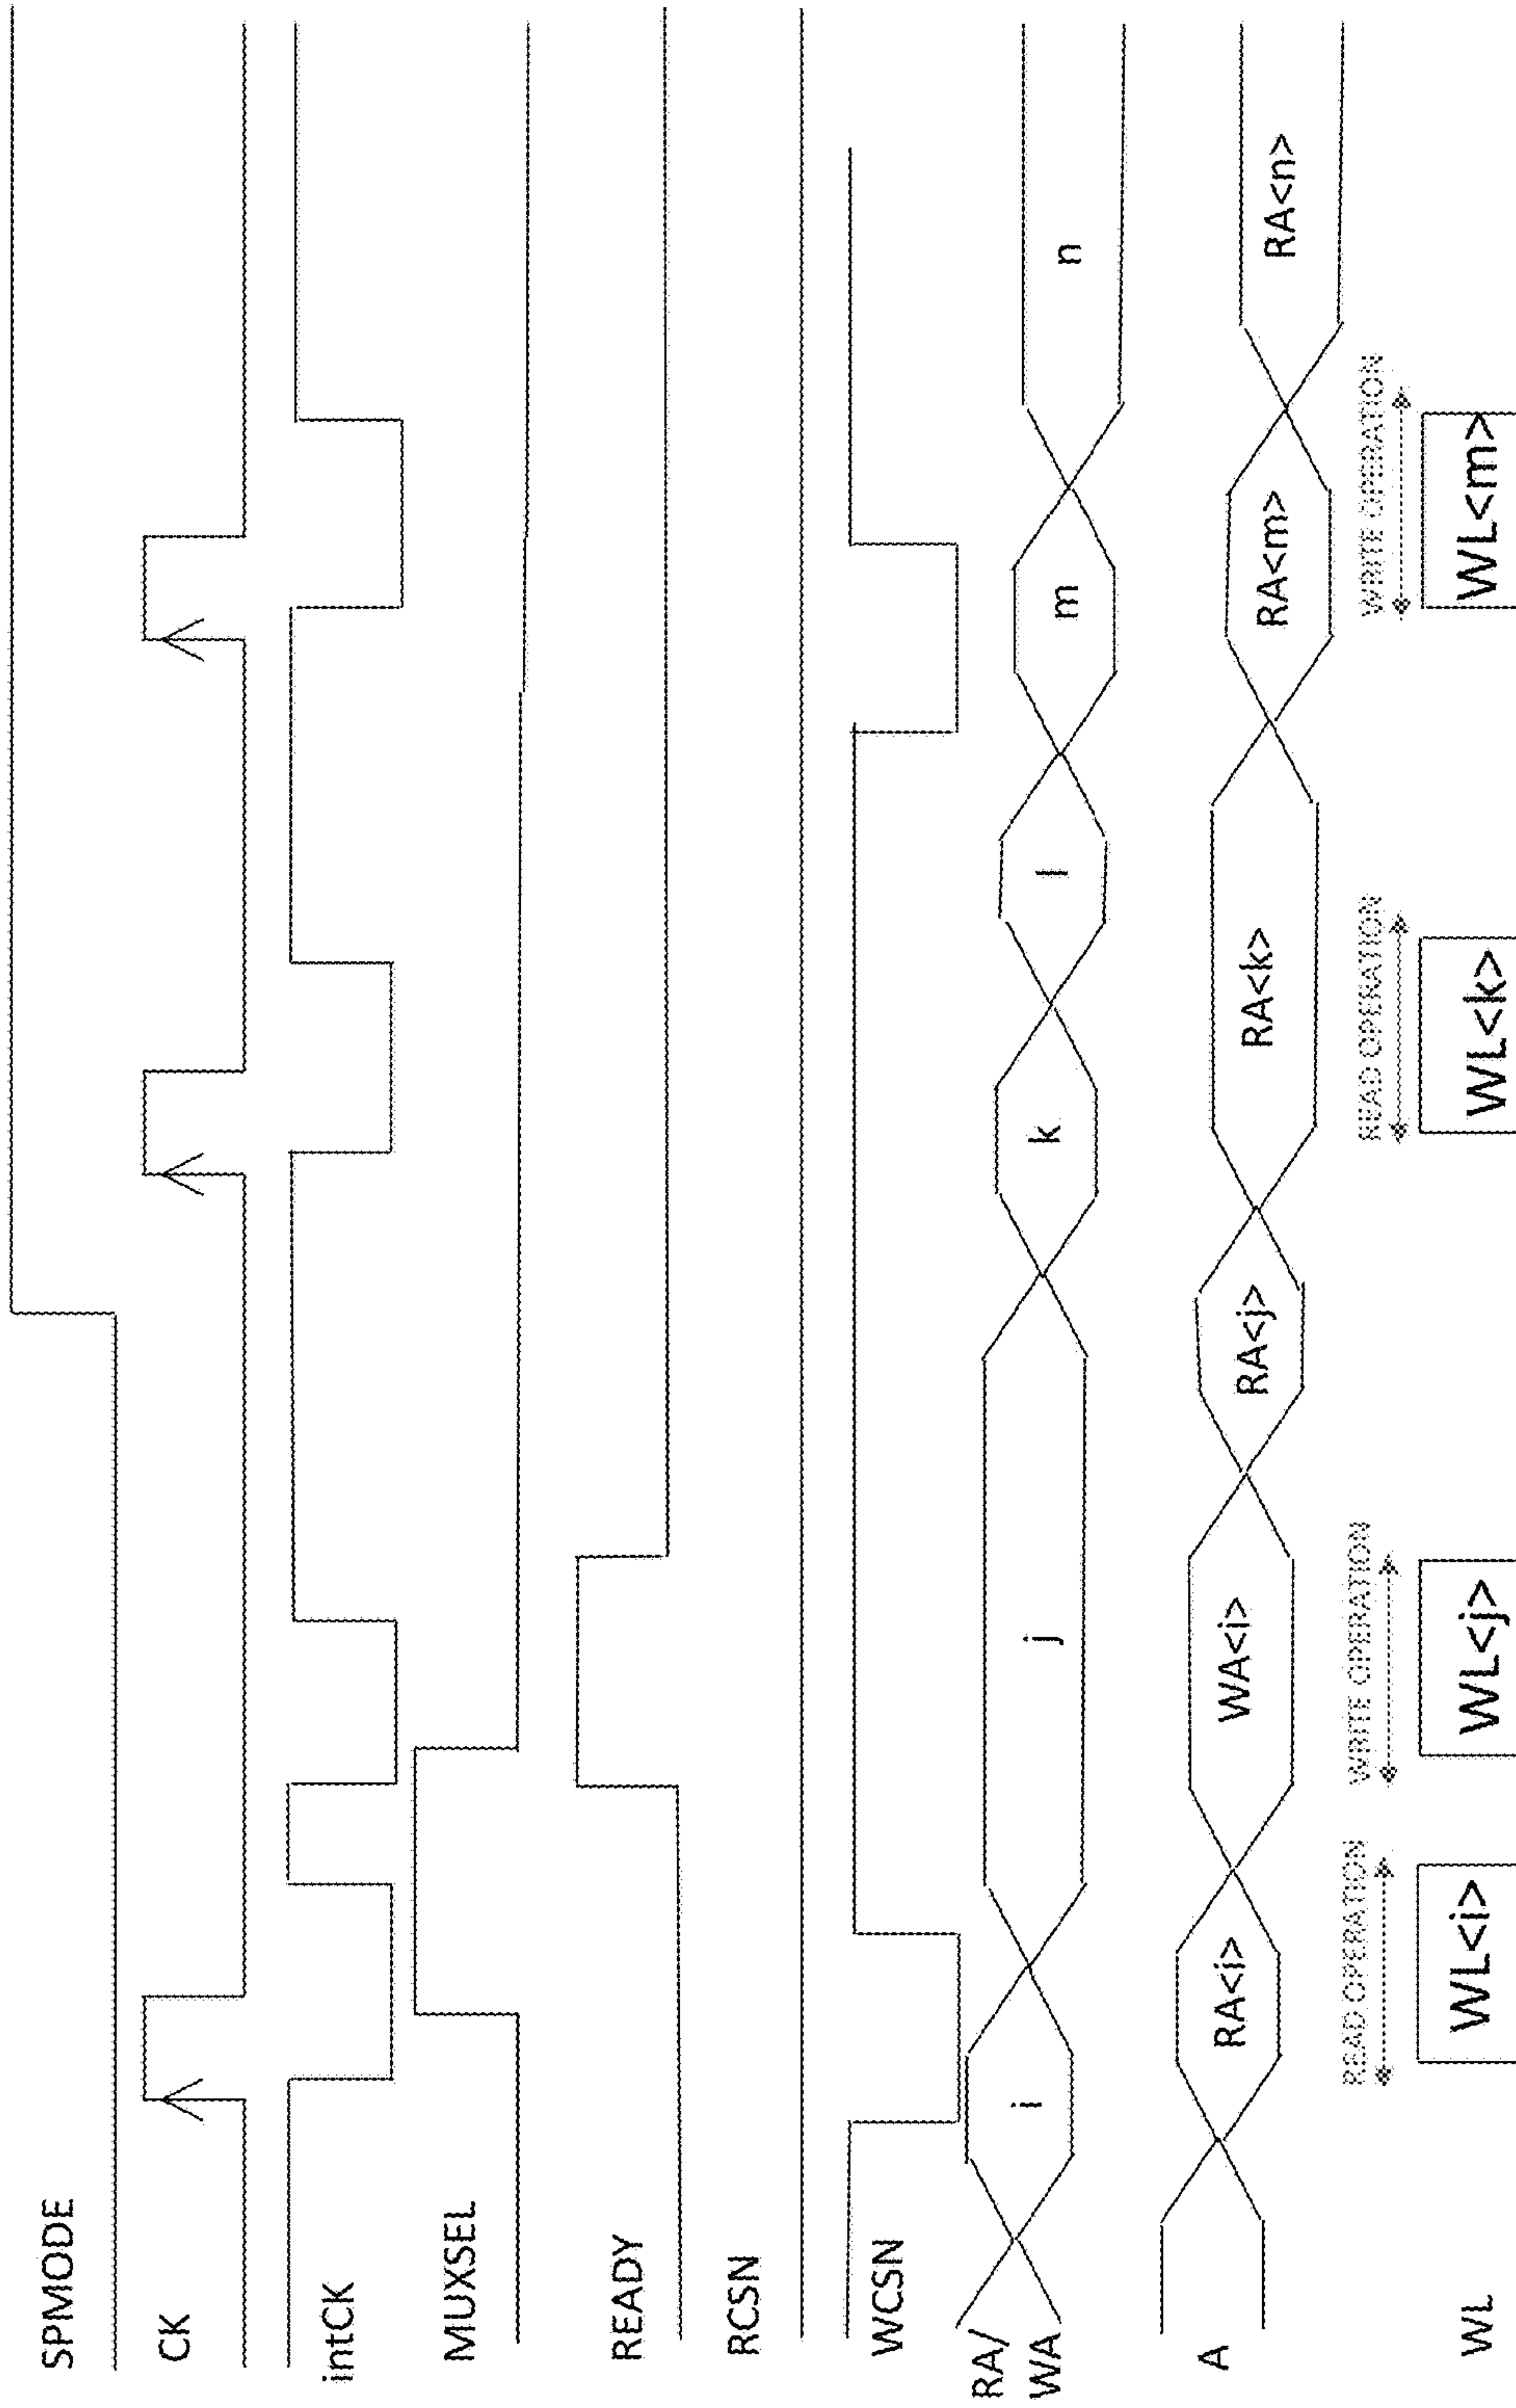 SPMODE
CK
intCK
MUXSEL
READY
RCSN
WCSN
RA/
WA
i
j
k
l
m
n
A
RA<i>
WA<i>
RA<j>
RA<k>
RA<m>
RA<n>
READ OPERATION
WRITE OPERATION
READ OPERATION
WRITE OPERATION
WL
WL<i>
WL<j>
WL<k>
WL<m>